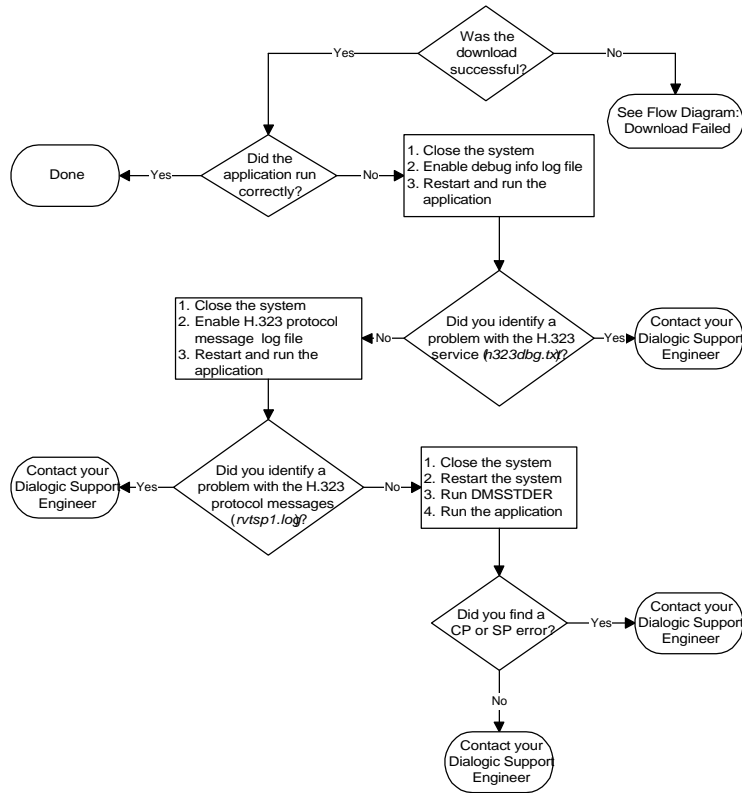 Was the
download
successful?
Yes
No
See Flow Diagram:
Download Failed
Did the
application run
correctly?
Yes
Done
No
1. Close the system
2. Enable debug info log file
3. Restart and run the
application
Did you identify a
problem with the H.323
service (h323dbg.txt)?
Yes
Contact your
Dialogic Support
Engineer
No
1. Close the system
2. Enable H.323 protocol
message log file
3. Restart and run the
application
Did you identify a
problem with the H.323
protocol messages
(rvtsp1.log)?
Yes
Contact your
Dialogic Support
Engineer
No
1. Close the system
2. Restart the system
3. Run DMSSTDER
4. Run the application
Did you find a
CP or SP error?
Yes
Contact your
Dialogic Support
Engineer
No
Contact your
Dialogic Support
Engineer